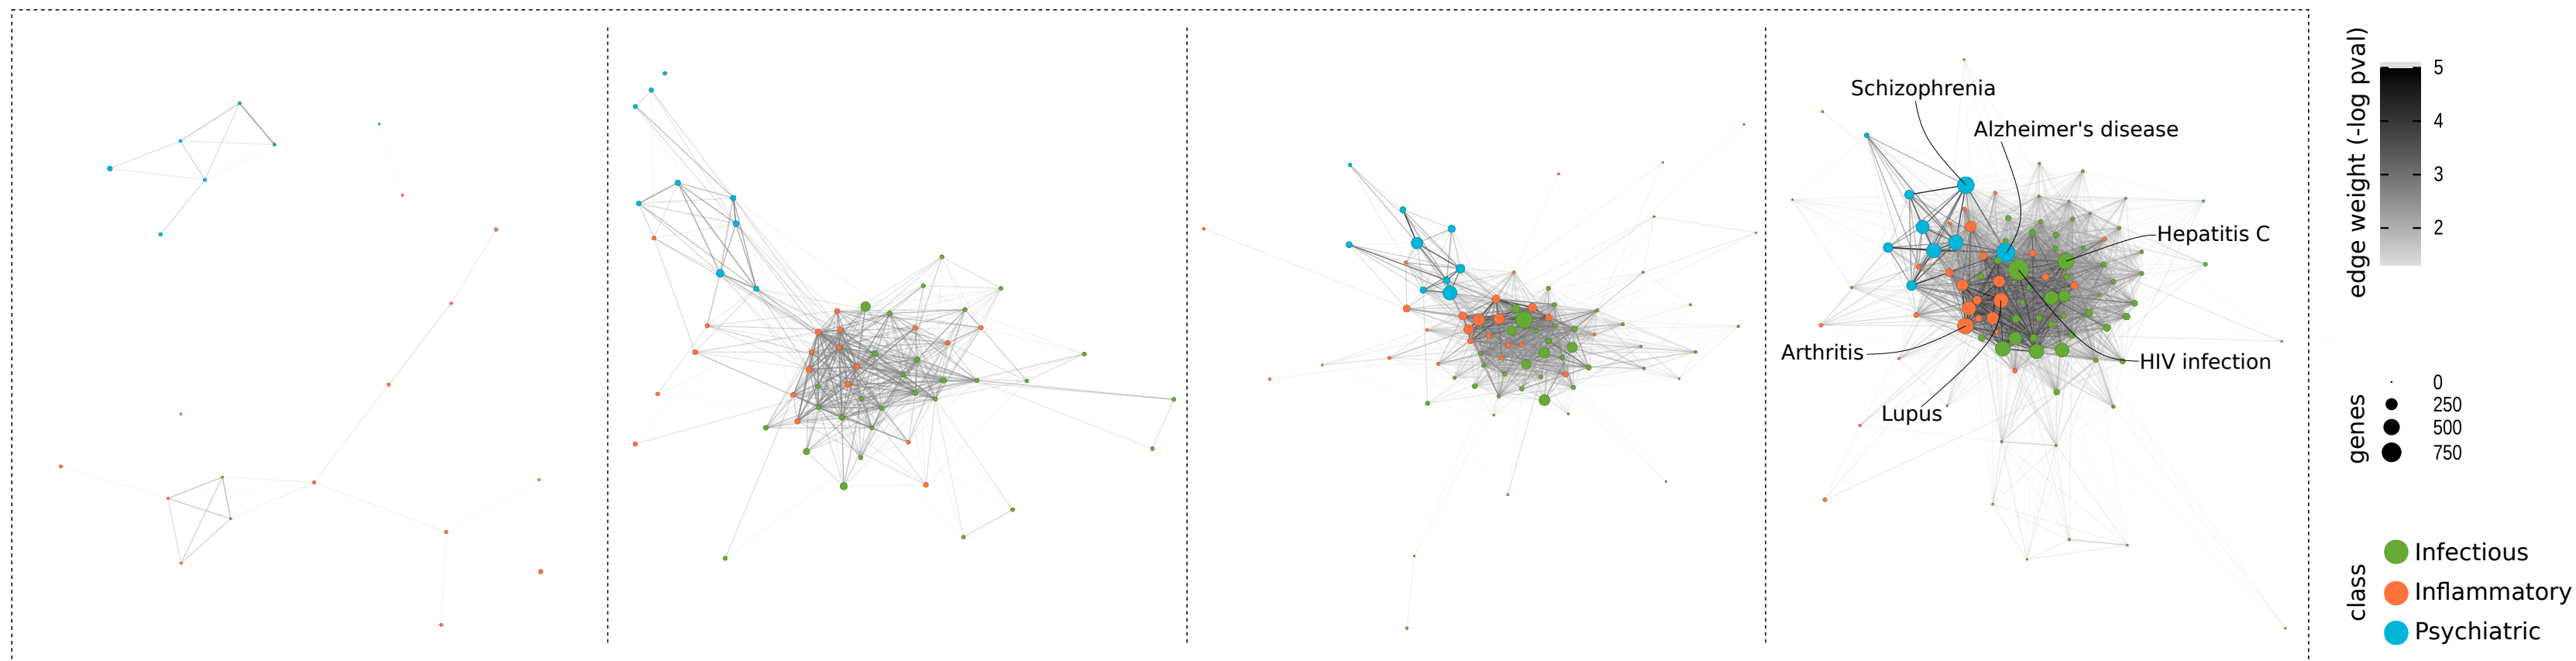 Schizophrenia
Alzheimer's disease
Hepatitis C
Arthritis
HIV infection
Lupus
edge weight (-log pval)
5
4
3
2
genes
0
250
500
750
class
Infectious
Inflammatory
Psychiatric